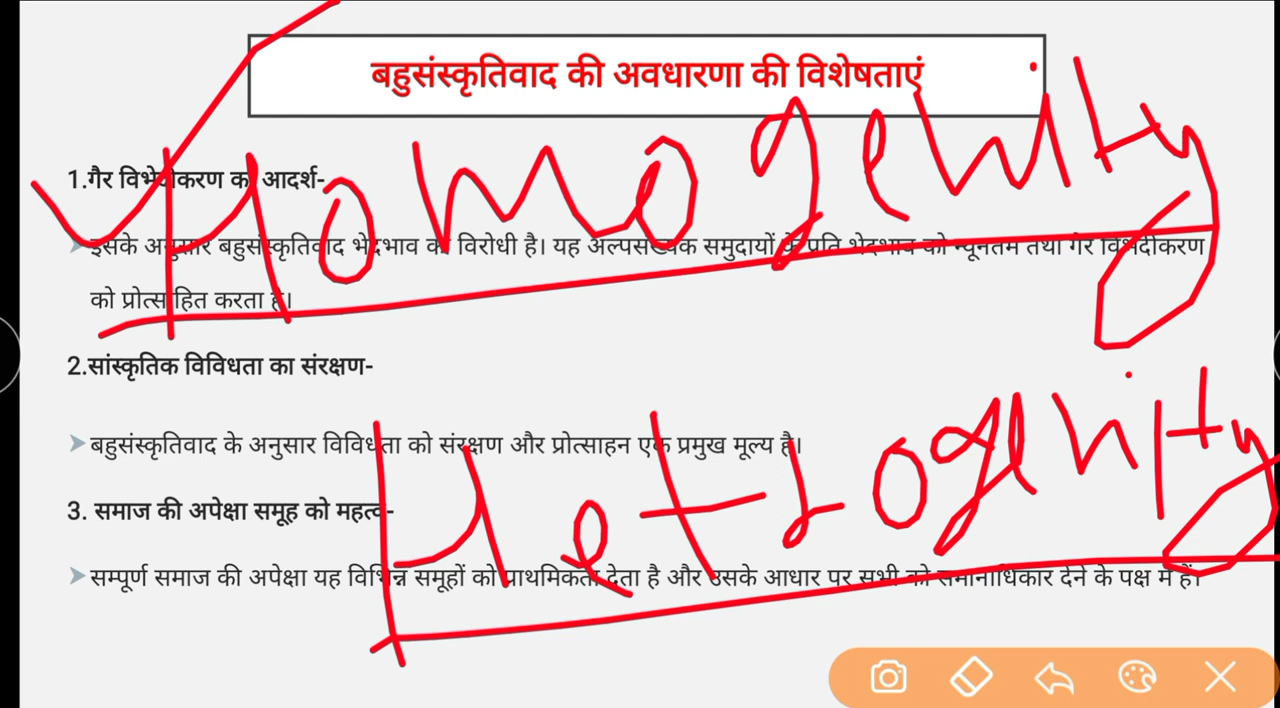 बहुसंस्कृतिवाद की अवधारणा की विशेषताएं
1.गैर विभेदीकरण का आदर्श-
Homogenity
इसके अनुसार बहुसंस्कृतिवाद भेदभाव का विरोधी है। यह अल्पसंख्यक समुदायों के प्रति भेदभाव को न्यूनतम तथा गैर विभेदीकरण
को प्रोत्साहित करता है।
2.सांस्कृतिक विविधता का संरक्षण-
बहुसंस्कृतिवाद के अनुसार विविधता को संरक्षण और प्रोत्साहन एक प्रमुख मूल्य है।
Hetrogenity
3. समाज की अपेक्षा समूह को महत्व-
सम्पूर्ण समाज की अपेक्षा यह विभिन्न समूहों को प्राथमिकता देता है और उसके आधार पर सभी को समानाधिकार देने के पक्ष में हैं।